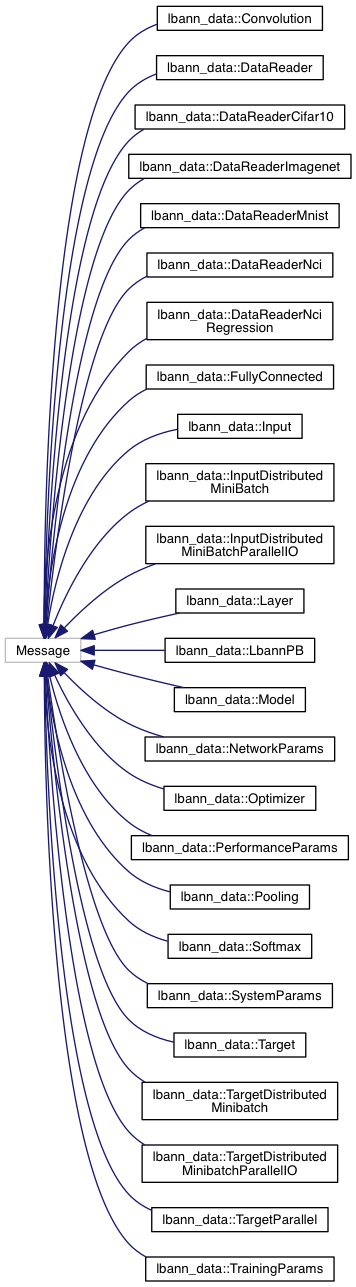 lbann_data::Convolution
lbann_data::DataReader
lbann_data::DataReaderCifar10
lbann_data::DataReaderImagenet
lbann_data::DataReaderMnist
lbann_data::DataReaderNci
lbann_data::DataReaderNci
Regression
lbann_data::FullyConnected
lbann_data::Input
lbann_data::InputDistributed
MiniBatch
lbann_data::InputDistributed
MiniBatchParallelIO
lbann_data::Layer
Message
lbann_data::LbannPB
lbann_data::Model
lbann_data::NetworkParams
lbann_data::Optimizer
lbann_data::PerformanceParams
lbann_data::Pooling
lbann_data::Softmax
lbann_data::SystemParams
lbann_data::Target
lbann_data::TargetDistributed
Minibatch
lbann_data::TargetDistributed
MinibatchParallelIO
lbann_data::TargetParallel
lbann_data::TrainingParams